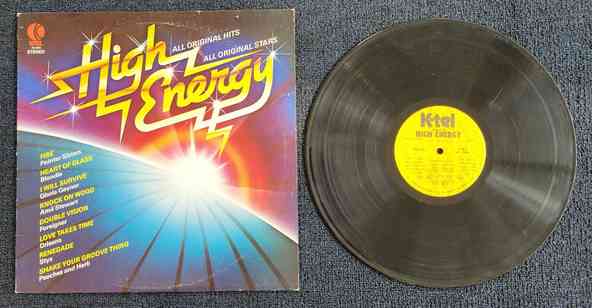 K
STEREO
ALL ORIGINAL HITS
ALL ORIGINAL STARS
High
Energy
FIRE
Pointer Sisters
HEART OF GLASS
Blondie
I WILL SURVIVE
Gloria Gaynor
KNOCK ON WOOD
Amii Stewart
DOUBLE VISION
Foreigner
LOVE TAKES TIME
Orleans
RENEGADE
Styx
SHAKE YOUR GROOVE THING
Peaches and Herb
K-tel
HIGH ENERGY